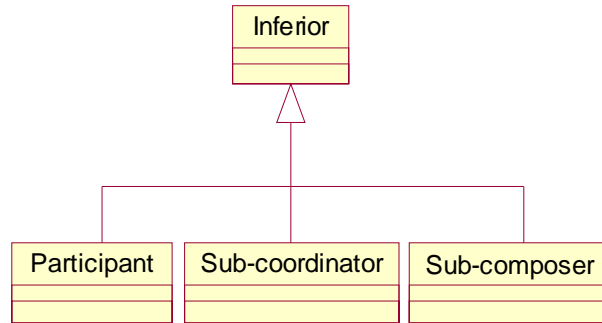 Inferior
Participant
Sub-coordinator
Sub-composer